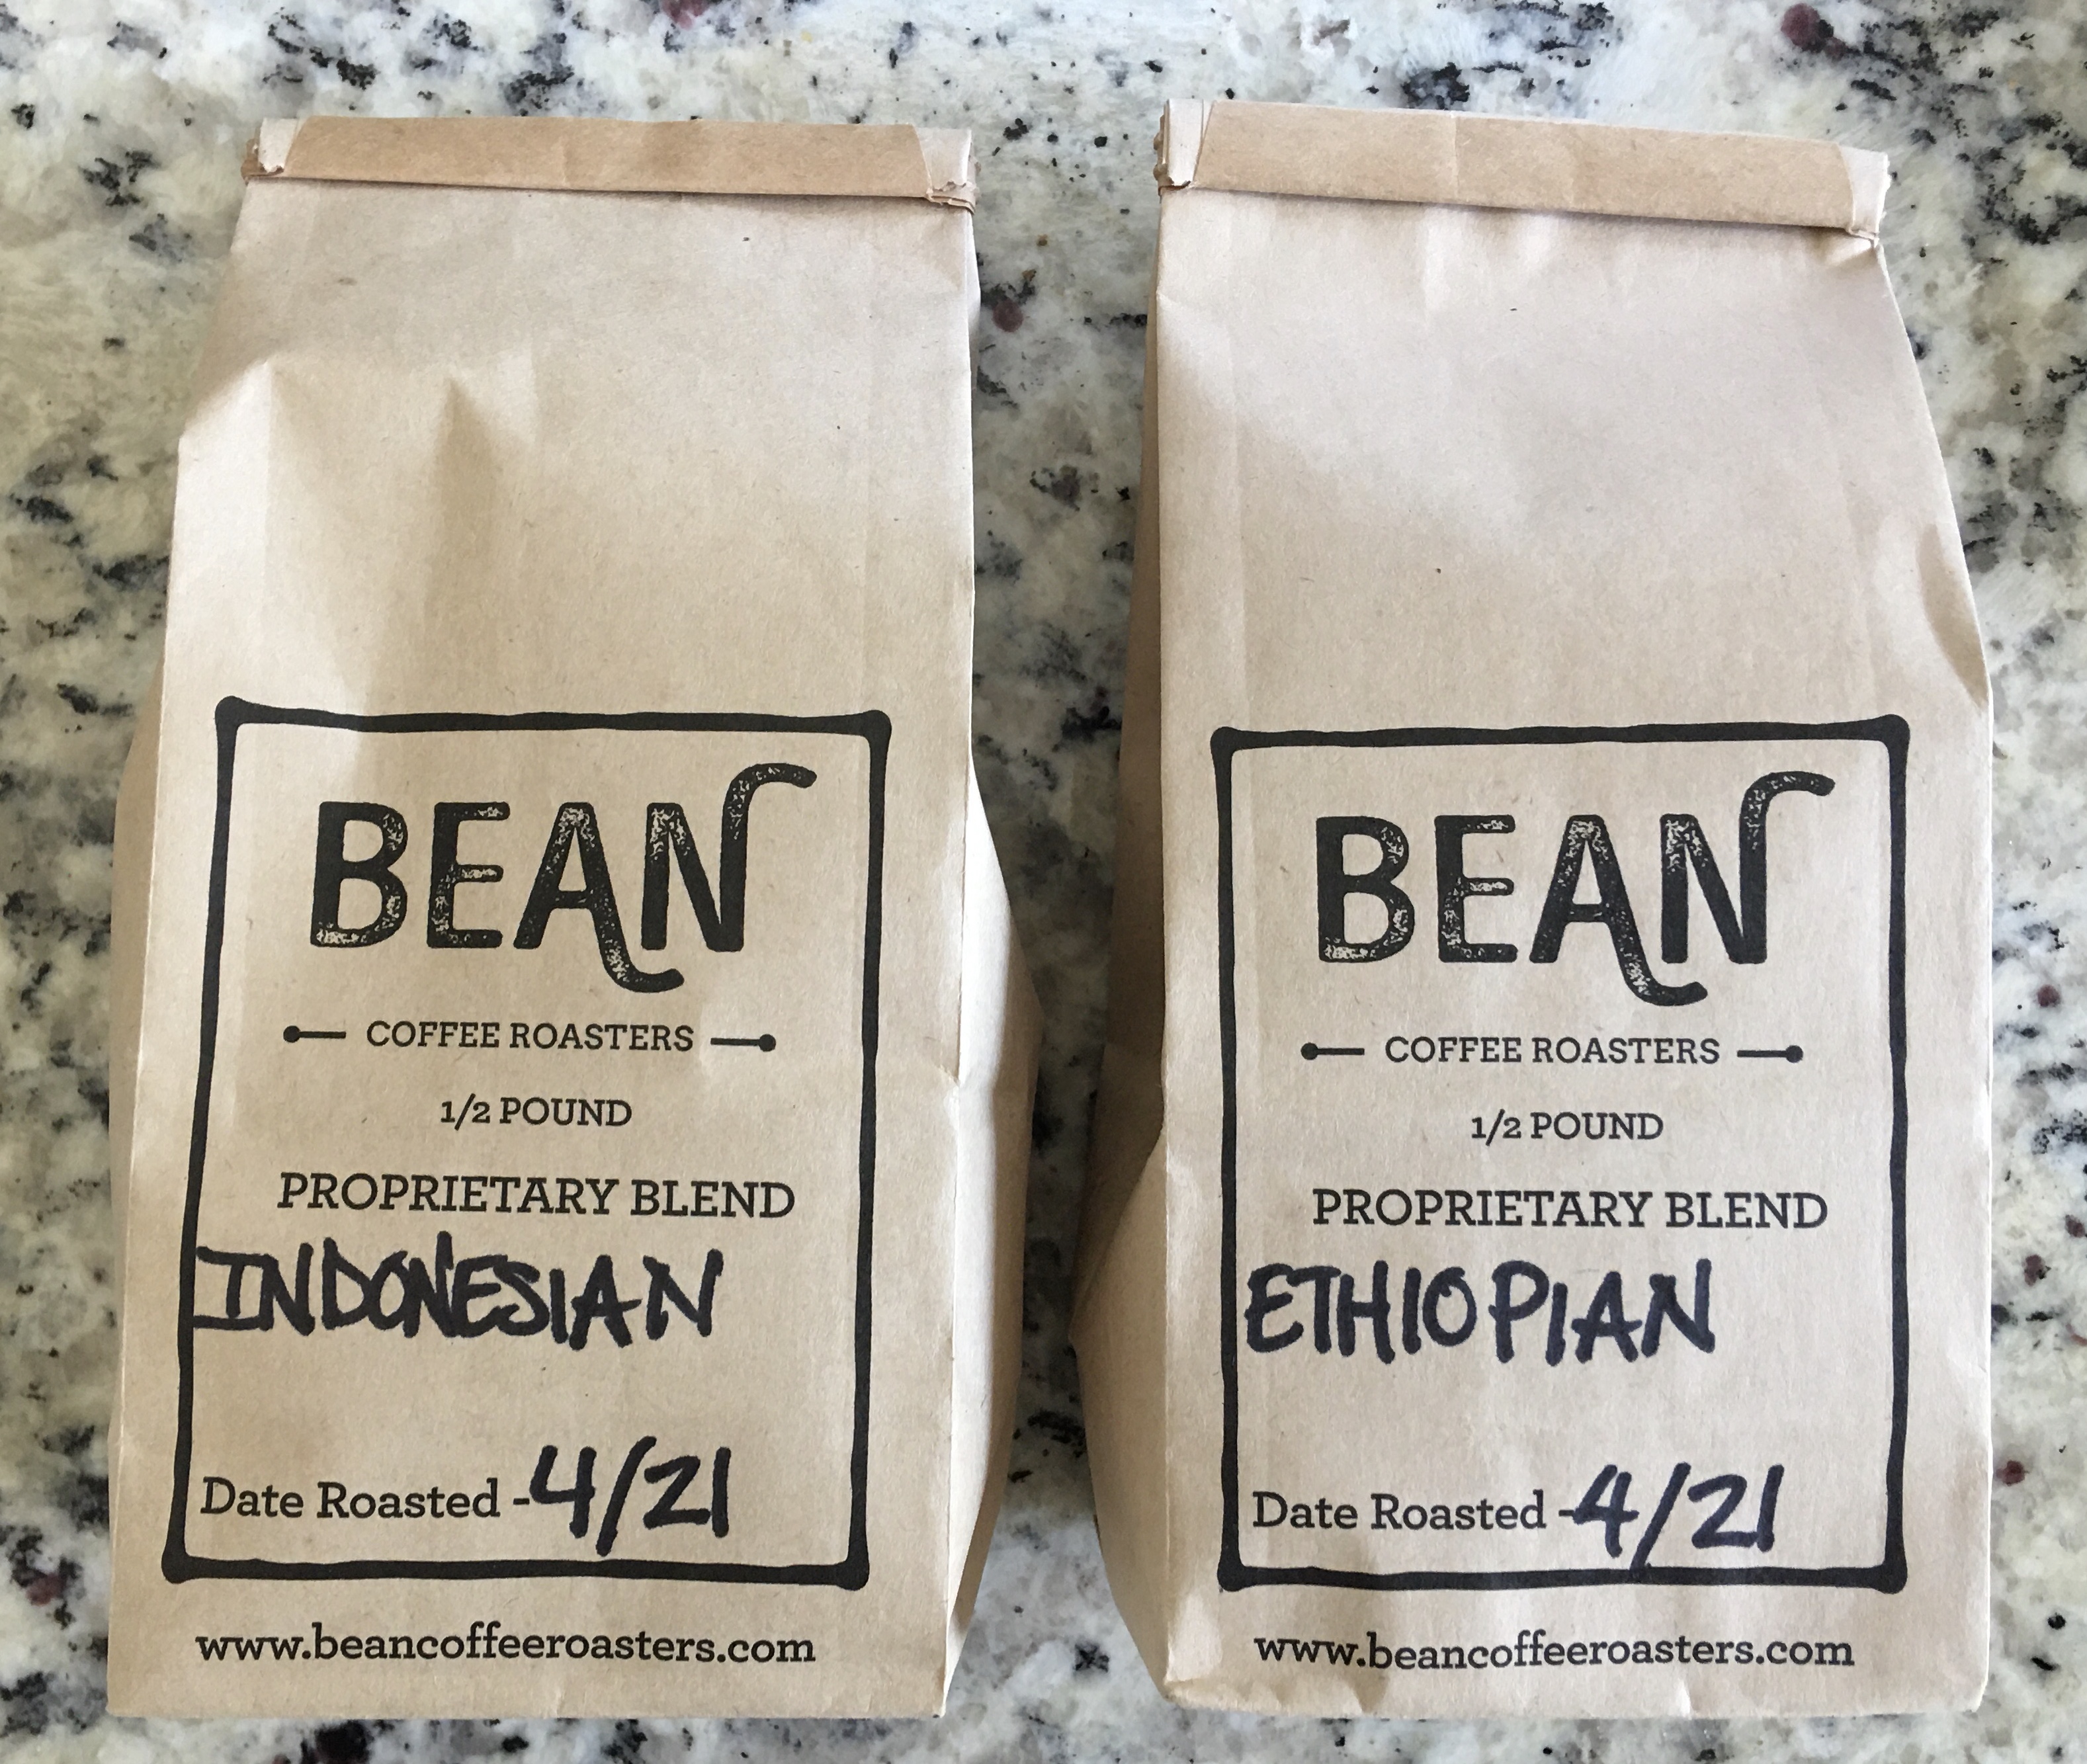 BEAN
COFFEE ROASTERS
1/2 POUND
PROPRIETARY BLEND
INDONESIAN
Date Roasted - 4/21
www.beancoffeeroasters.com
BEAN
COFFEE ROASTERS
1/2 POUND
PROPRIETARY BLEND
ETHIOPIAN
Date Roasted - 4/21
www.beancoffeeroasters.com